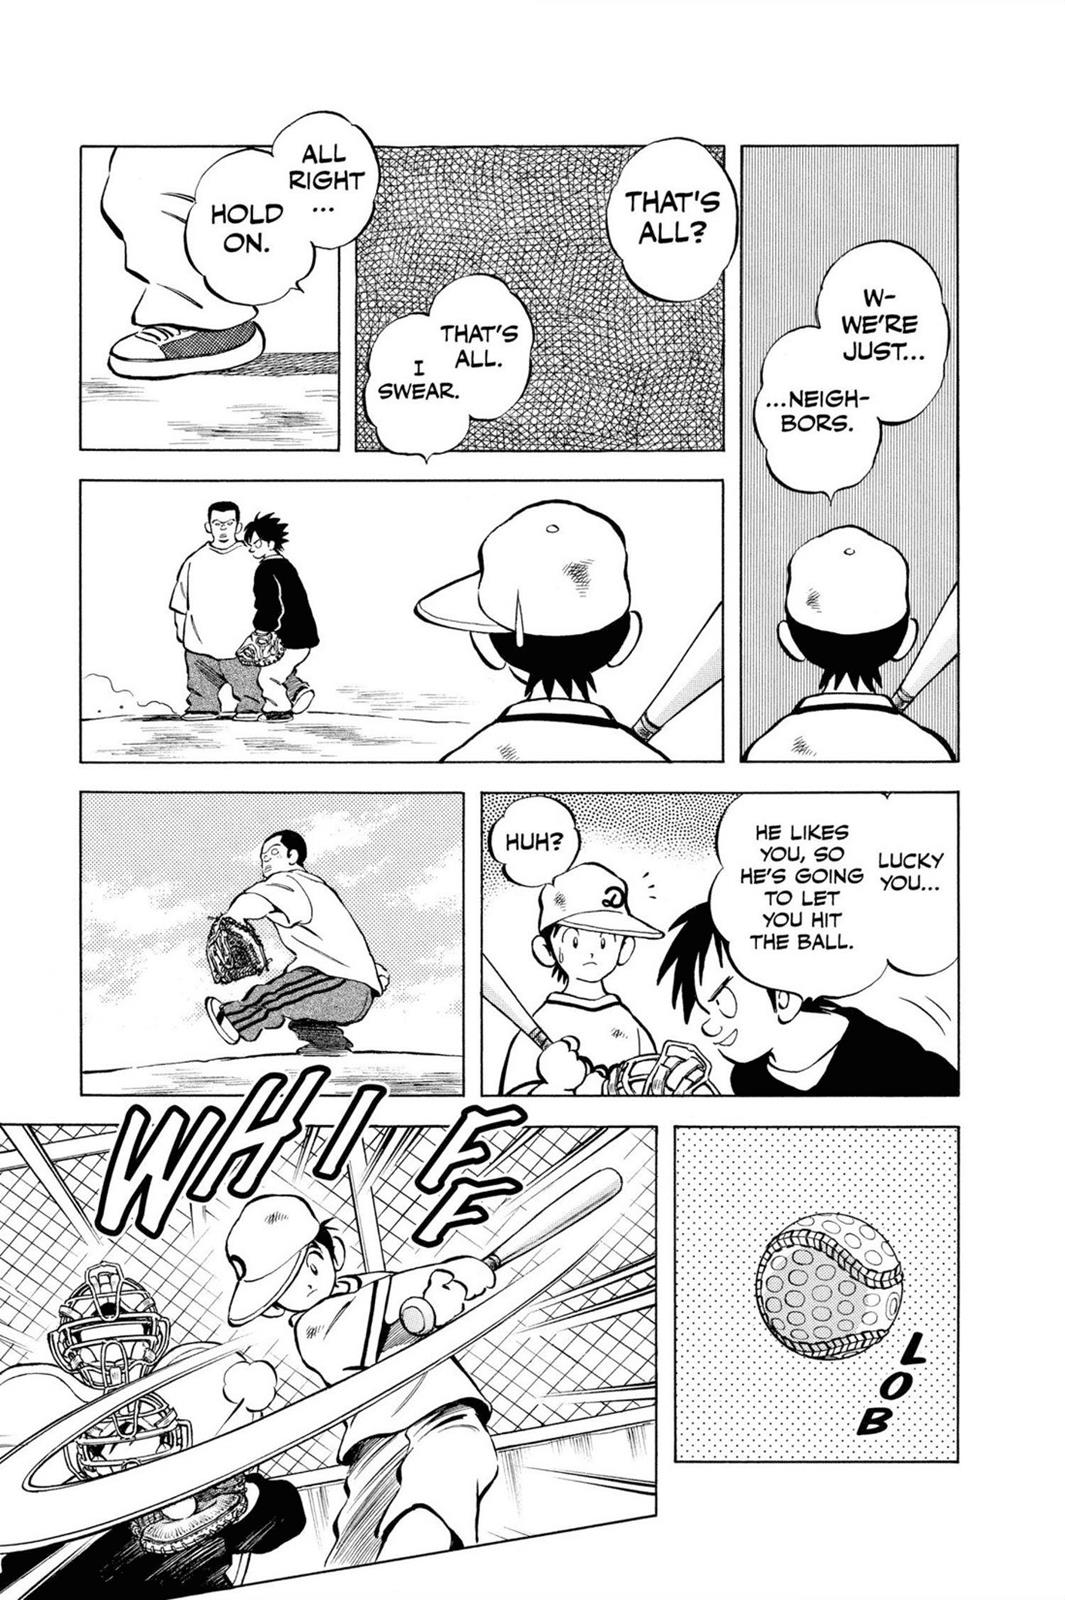 W-
WE'RE
JUST...
...NEIGH-
BORS.
THAT'S
ALL?
THAT'S
ALL.
I
SWEAR.
ALL
RIGHT
...
HOLD
ON.
LUCKY
YOU...
HE LIKES
YOU, SO
HE'S GOING
TO LET
YOU HIT
THE BALL.
HUH?
D
LOB
WHIFF